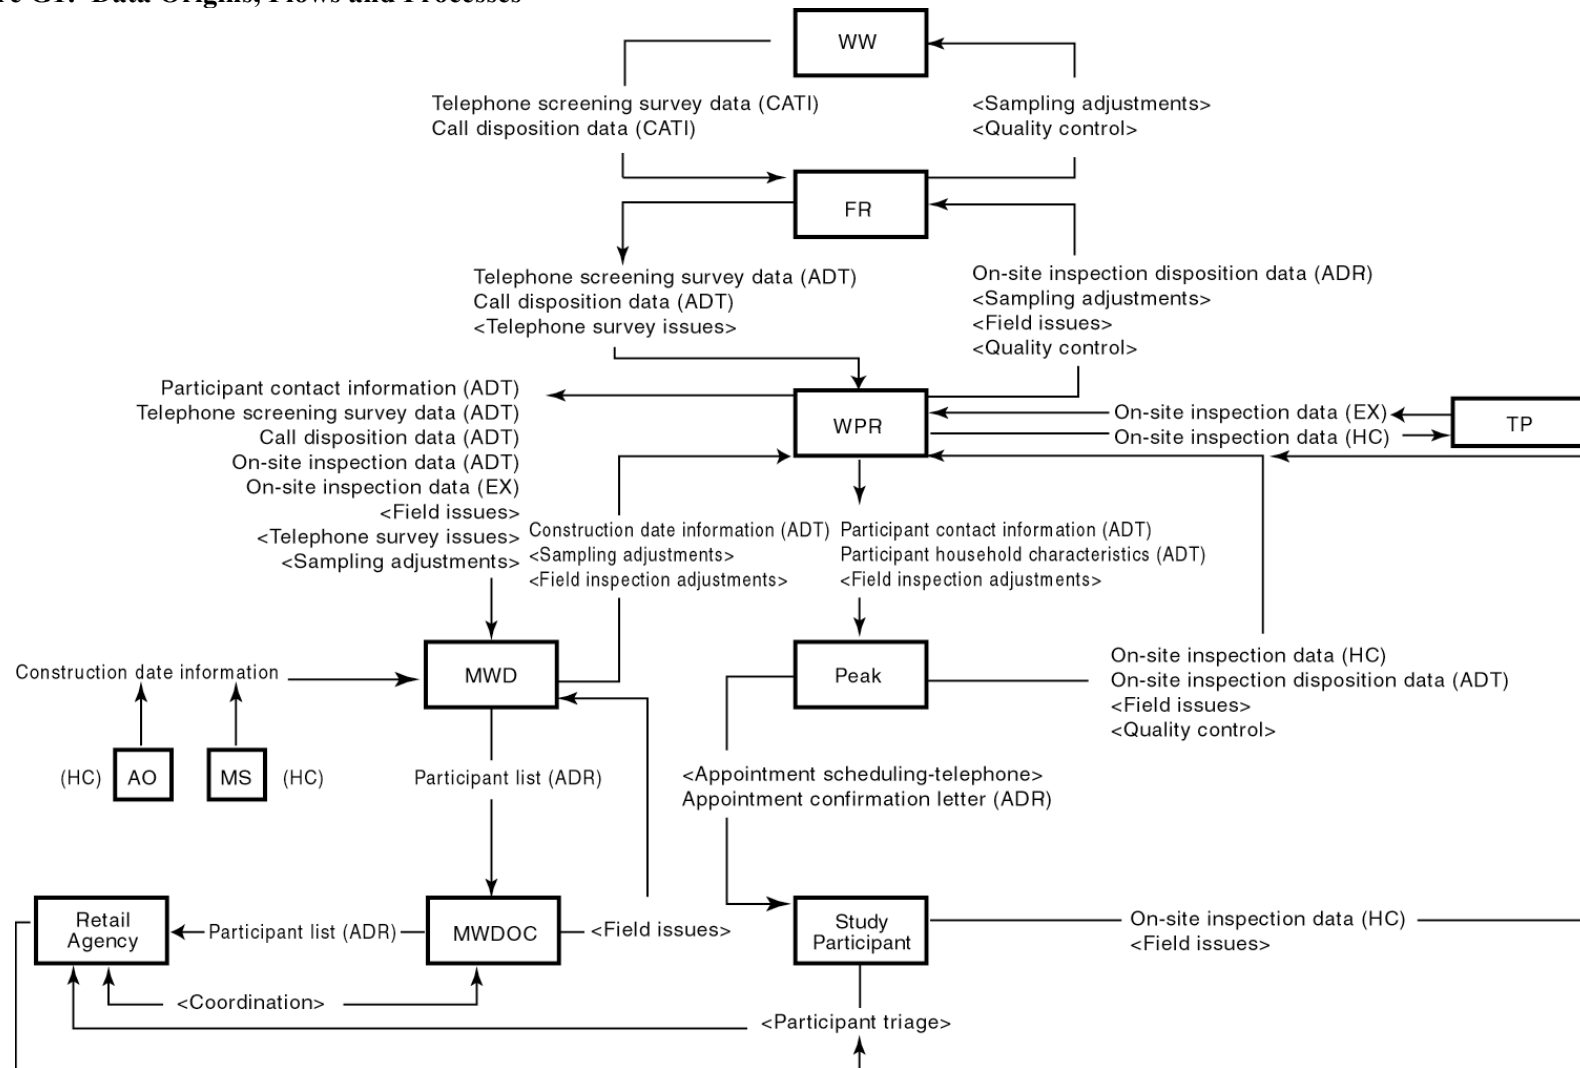 Data Origins, Flows and Processes
WW
Telephone screening survey data (CATI)
Call disposition data (CATI)
<Sampling adjustments>
<Quality control>
FR
Telephone screening survey data (ADT)
Call disposition data (ADT)
<Telephone survey issues>
On-site inspection disposition data (ADR)
<Sampling adjustments>
<Field issues>
<Quality control>
Participant contact information (ADT)
Telephone screening survey data (ADT)
Call disposition data (ADT)
On-site inspection data (ADT)
On-site inspection data (EX)
<Field issues>
<Telephone survey issues>
<Sampling adjustments>
WPR
On-site inspection data (EX)
On-site inspection data (HC)
TP
Construction date information (ADT)
<Sampling adjustments>
<Field inspection adjustments>
Participant contact information (ADT)
Participant household characteristics (ADT)
<Field inspection adjustments>
Construction date information
MWD
Peak
On-site inspection data (HC)
On-site inspection disposition data (ADT)
<Field issues>
<Quality control>
(HC)
AO
MS
(HC)
Participant list (ADR)
<Appointment scheduling-telephone>
Appointment confirmation letter (ADR)
Retail
Agency
Participant list (ADR)
MWDOC
<Field issues>
Study
Participant
On-site inspection data (HC)
<Field issues>
<Coordination>
<Participant triage>